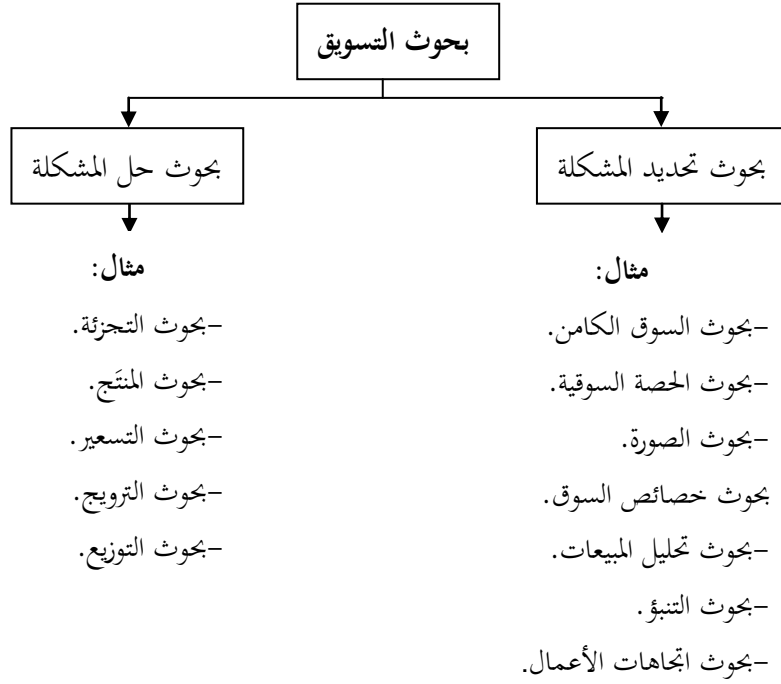 بحوث التسويق
بحوث تحديد المشكلة
بحوث حل المشكلة
مثال:
–بحوث السوق الكامن.
–بحوث الحصة السوقية.
–بحوث الصورة.
بحوث خصائص السوق.
–بحوث تحليل المبيعات.
–بحوث التنبؤ.
–بحوث اتجاهات الأعمال.
مثال:
–بحوث التجزئة.
–بحوث المنتَج.
–بحوث التسعير.
–بحوث الترويج.
–بحوث التوزيع.